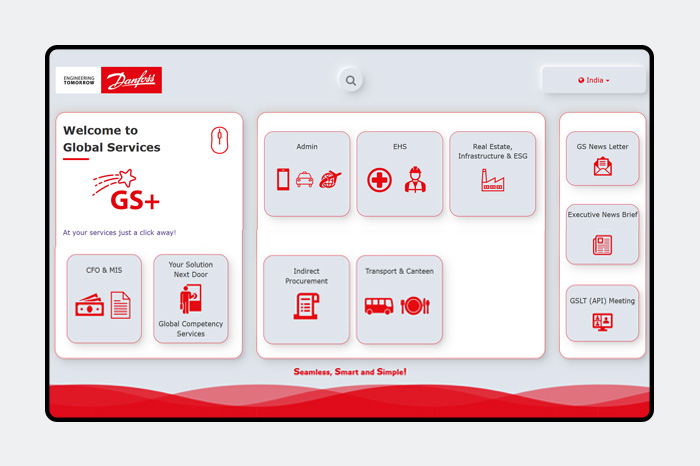 ENGINEERING
TOMORROW
Danfoss
India
Welcome to
Global Services
GS+
At your services just a click away!
CFO & MIS
Your Solution
Next Door
Global Competency
Services
Admin
EHS
Real Estate,
Infrastructure & ESG
Indirect
Procurement
Transport & Canteen
GS News Letter
Executive News Brief
GSLT (API) Meeting
Seamless, Smart and Simple!